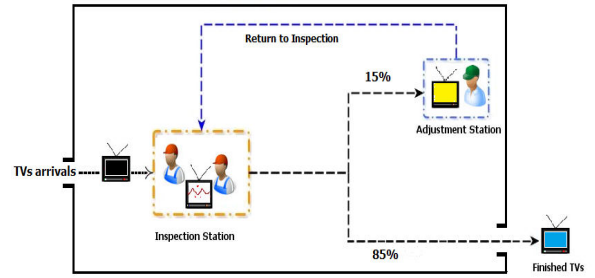 Return to Inspection
15%
Adjustment Station
TVs arrivals
Inspection Station
85%
Finished TVs